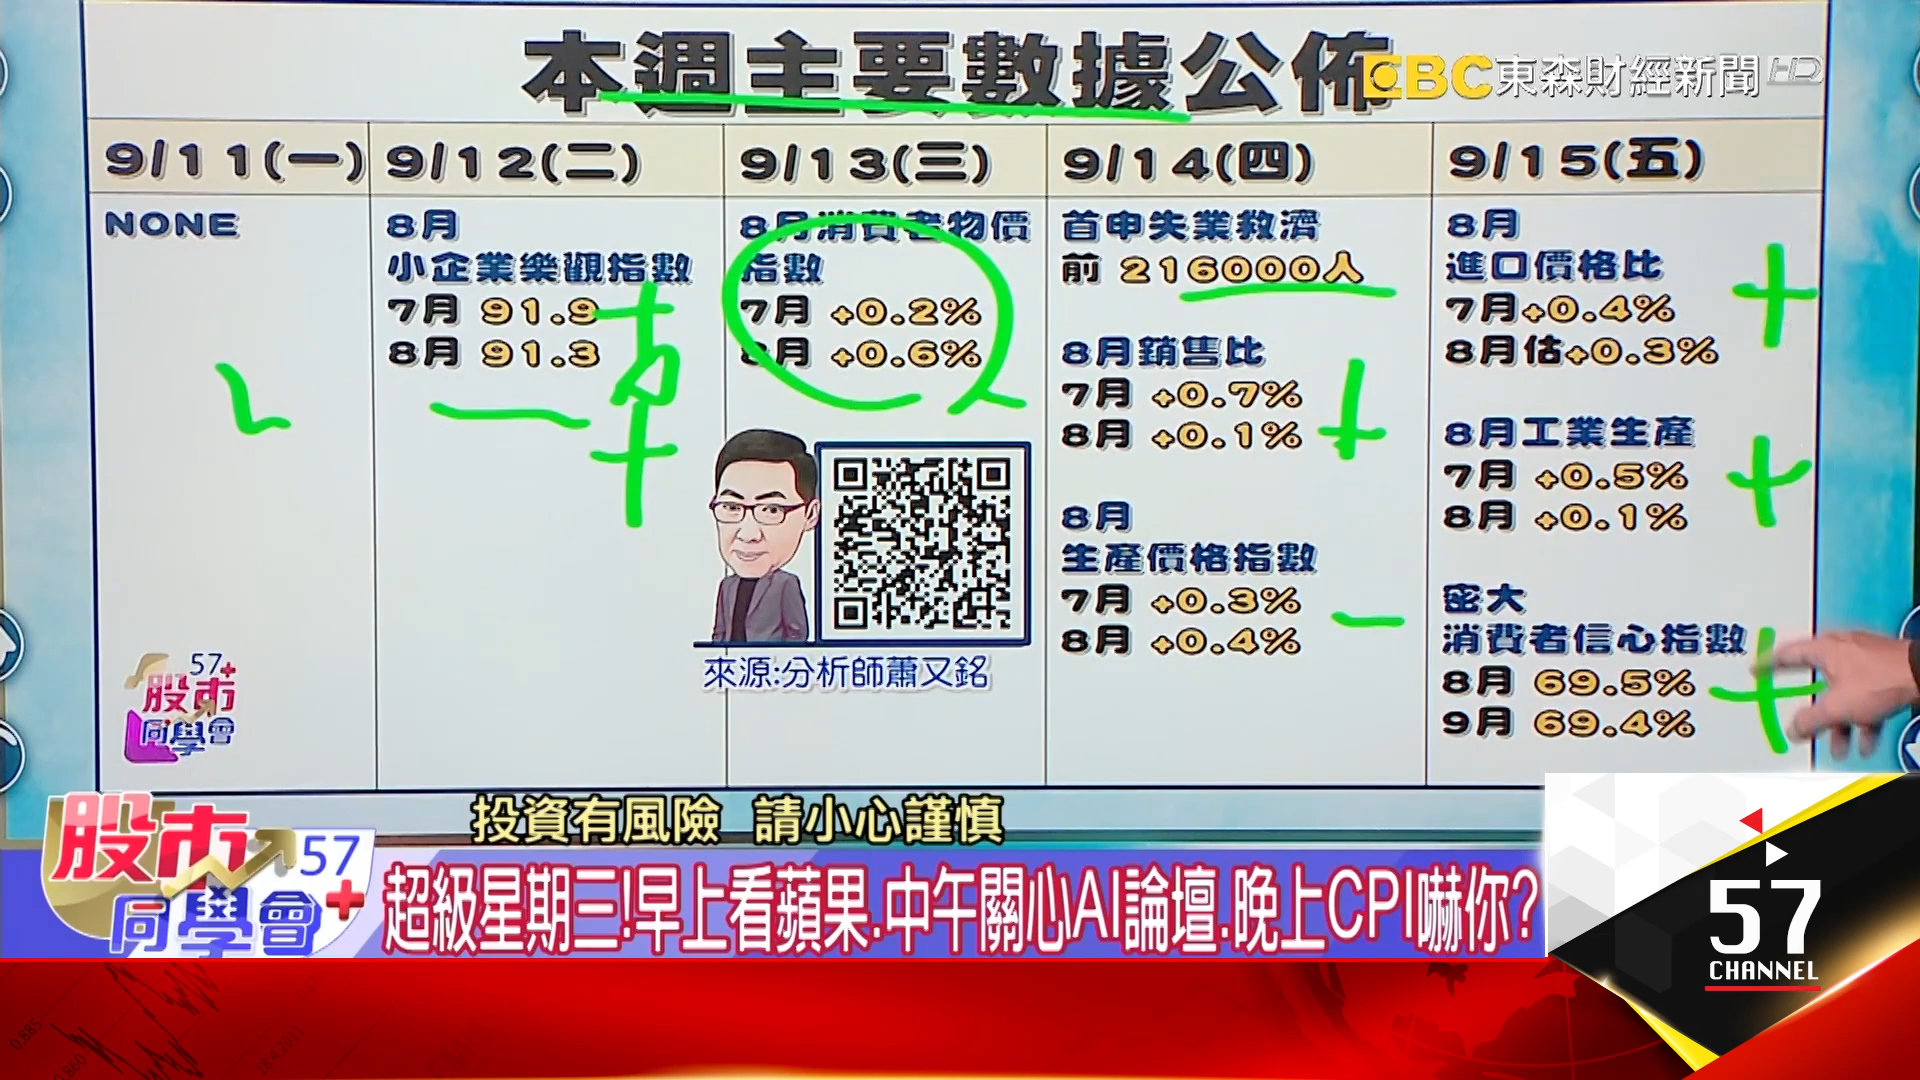 本週主要數據公佈
EBC 東森財經新聞 HD
9/11(一)
NONE
9/12(二)
8月
小企業樂觀指數
7月 91.9
8月 91.3
9/13(三)
8月消費者物價
指數
7月 +0.2%
8月 +0.6%
來源:分析師蕭又銘
9/14(四)
首申失業救濟
前 216000人
8月銷售比
7月 +0.7%
8月 +0.1%
8月
生產價格指數
7月 +0.3%
8月 +0.4%
9/15(五)
8月
進口價格比
7月+0.4%
8月估+0.3%
8月工業生產
7月 +0.5%
8月 +0.1%
密大
消費者信心指數
8月 69.5%
9月 69.4%
57+
股市
同學會
投資有風險 請小心謹慎
股市 57
同學會+
超級星期三!早上看蘋果.中午關心AI論壇.晚上CPI嚇你?
57
CHANNEL